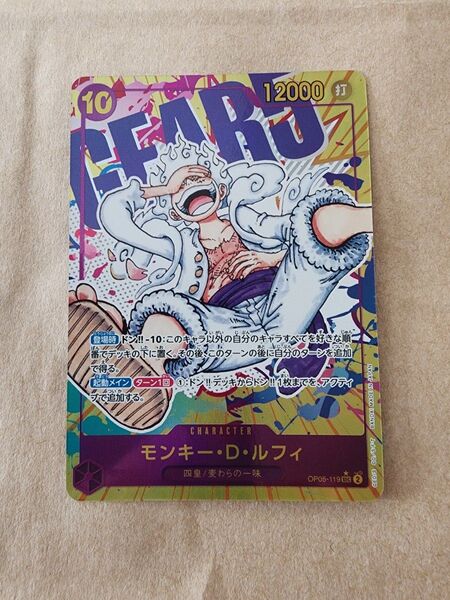 10
12000 打
GEAR5
登場時 ドン!!-10:このキャラ以外の自分のキャラすべてを好きな順
番でデッキの下に置く。その後、このターンの後に自分のターンを追加
で得る。
起動メイン ターン1回 ①:ドン!!デッキからドン!!1枚までを、アクティ
ブで追加する。
CHARACTER
モンキー・D・ルフィ
四皇/麦わらの一味
OP05-119 SEC 2